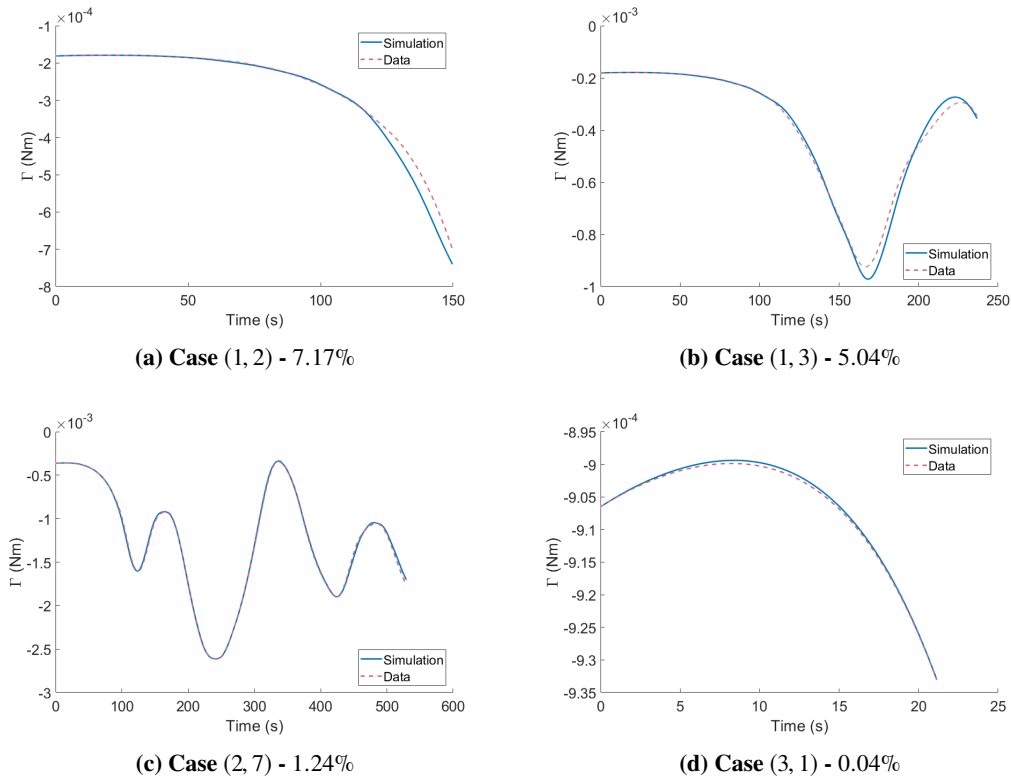 ×10⁻⁴
-1
-2
-3
-4
-5
-6
-7
-8
Γ (Nm)
0 50 100 150
Time (s)
Simulation
Data
(a) Case (1, 2) - 7.17%
×10⁻³
0
-0.2
-0.4
-0.6
-0.8
-1
Γ (Nm)
0 50 100 150 200 250
Time (s)
Simulation
Data
(b) Case (1, 3) - 5.04%
×10⁻³
0
-0.5
-1
-1.5
-2
-2.5
-3
Γ (Nm)
0 100 200 300 400 500 600
Time (s)
Simulation
Data
(c) Case (2, 7) - 1.24%
×10⁻⁴
-8.95
-9
-9.05
-9.1
-9.15
-9.2
-9.25
-9.3
-9.35
Γ (Nm)
0 5 10 15 20 25
Time (s)
Simulation
Data
(d) Case (3, 1) - 0.04%